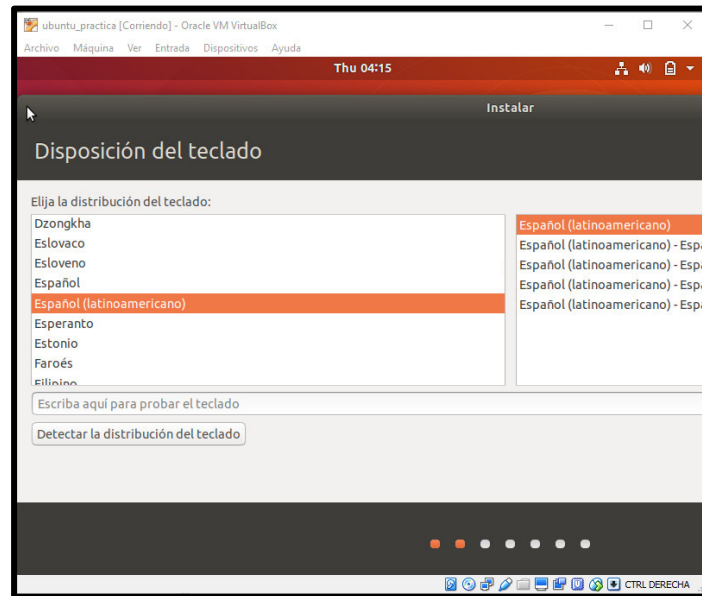 ubuntu_practica [Corriendo] - Oracle VM VirtualBox
Archivo Máquina Ver Entrada Dispositivos Ayuda
Thu 04:15
Instalar
Disposición del teclado
Elija la distribución del teclado:
Dzongkha
Eslovaco
Esloveno
Español
Español (latinoamericano)
Esperanto
Estonio
Faroés
Filipino
Español (latinoamericano)
Español (latinoamericano) - Espa
Español (latinoamericano) - Espa
Español (latinoamericano) - Espa
Español (latinoamericano) - Espa
Escriba aquí para probar el teclado
Detectar la distribución del teclado
CTRL DERECHA